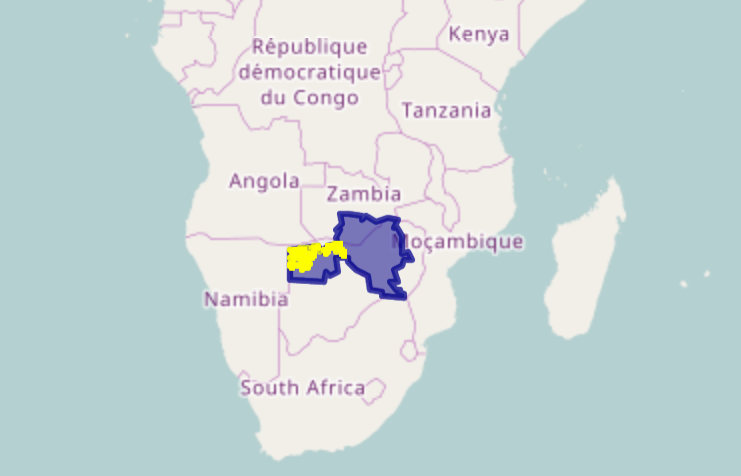 Kenya
République
démocratique
du Congo
Tanzania
Angola
Zambia
Moçambique
Namibia
South Africa